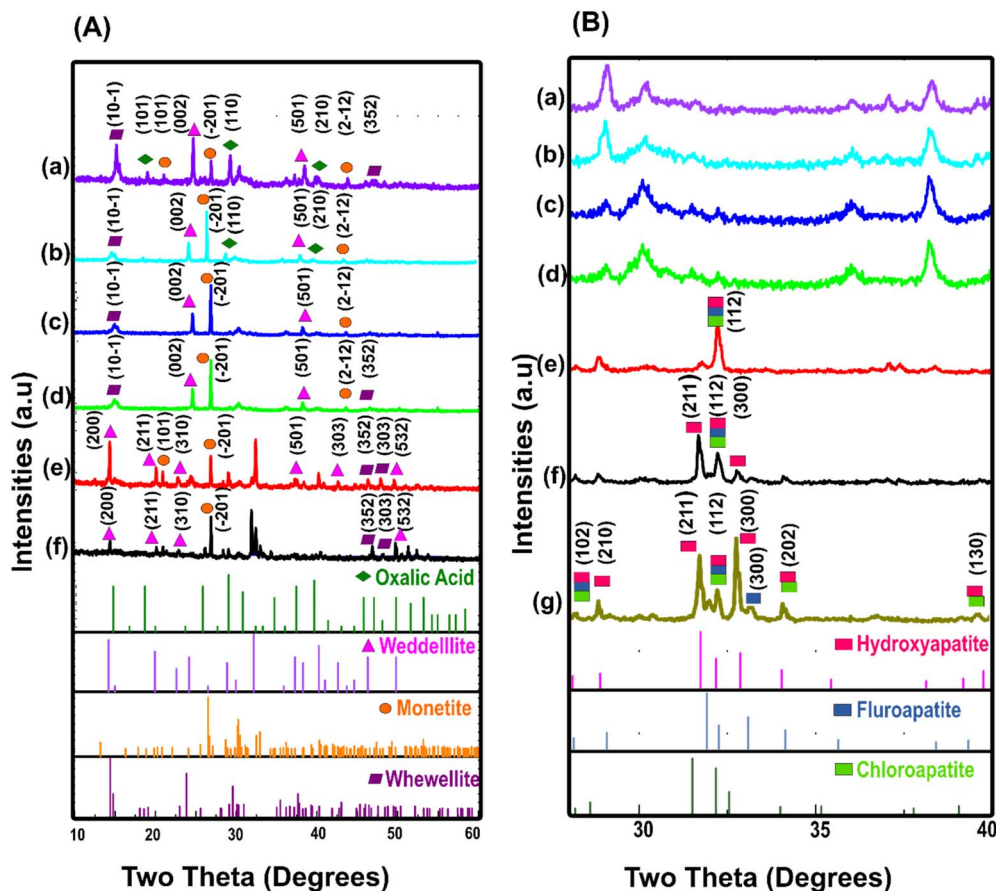 (A)
(10-1) (101) (101) (002) (-201) (110) (501) (210) (2-12) (352)
(a)
(10-1) (002) (-201) (110) (501) (210) (2-12)
(b)
(10-1) (002) (-201) (501) (2-12)
(c)
(10-1) (002) (-201) (501) (2-12) (352)
(d)
(200) (211) (101) (310) (-201) (501) (303) (352) (303) (532)
(e)
(200) (211) (310) (-201) (352) (303) (532)
(f)
Oxalic Acid
Weddelllite
Monetite
Whewellite
10 20 30 40 50 60
Two Theta (Degrees)
Intensities (a.u)
(B)
(a)
(b)
(c)
(d)
(112)
(e)
(211) (112) (300)
(f)
(102) (210) (211) (112) (300) (300) (202) (130)
(g)
Hydroxyapatite
Fluroapatite
Chloroapatite
30 35 40
Two Theta (Degrees)
Intensities (a.u)